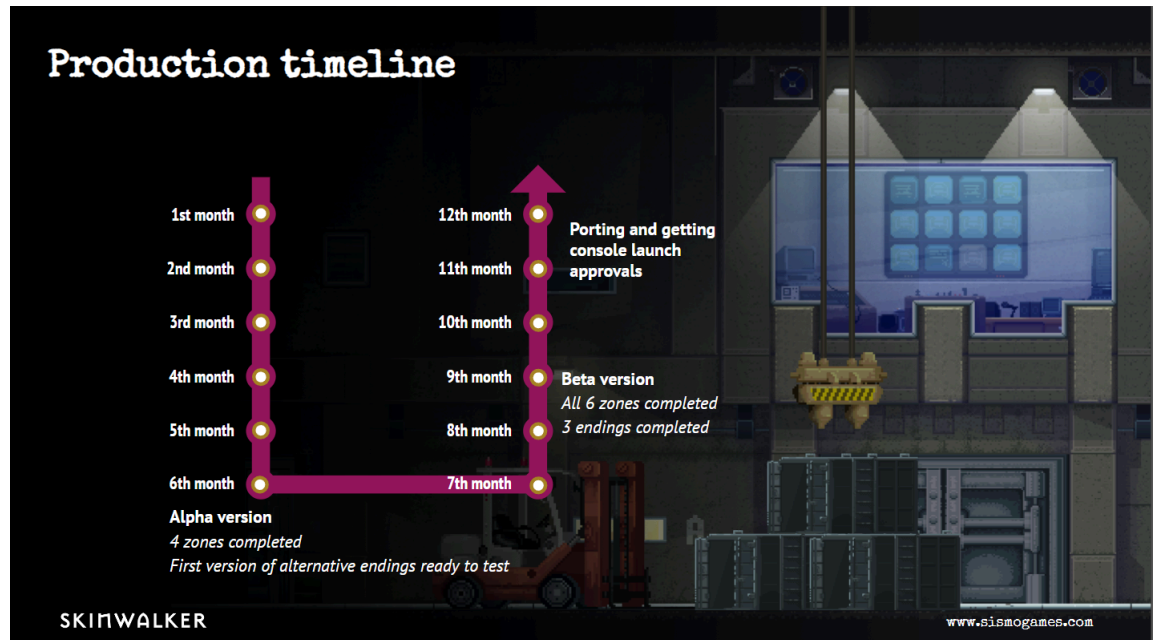 Production timeline
1st month
2nd month
3rd month
4th month
5th month
6th month
Alpha version
4 zones completed
First version of alternative endings ready to test
7th month
8th month
9th month
Beta version
All 6 zones completed
3 endings completed
10th month
11th month
12th month
Porting and getting
console launch
approvals
SKINWALKER
www.sismogames.com